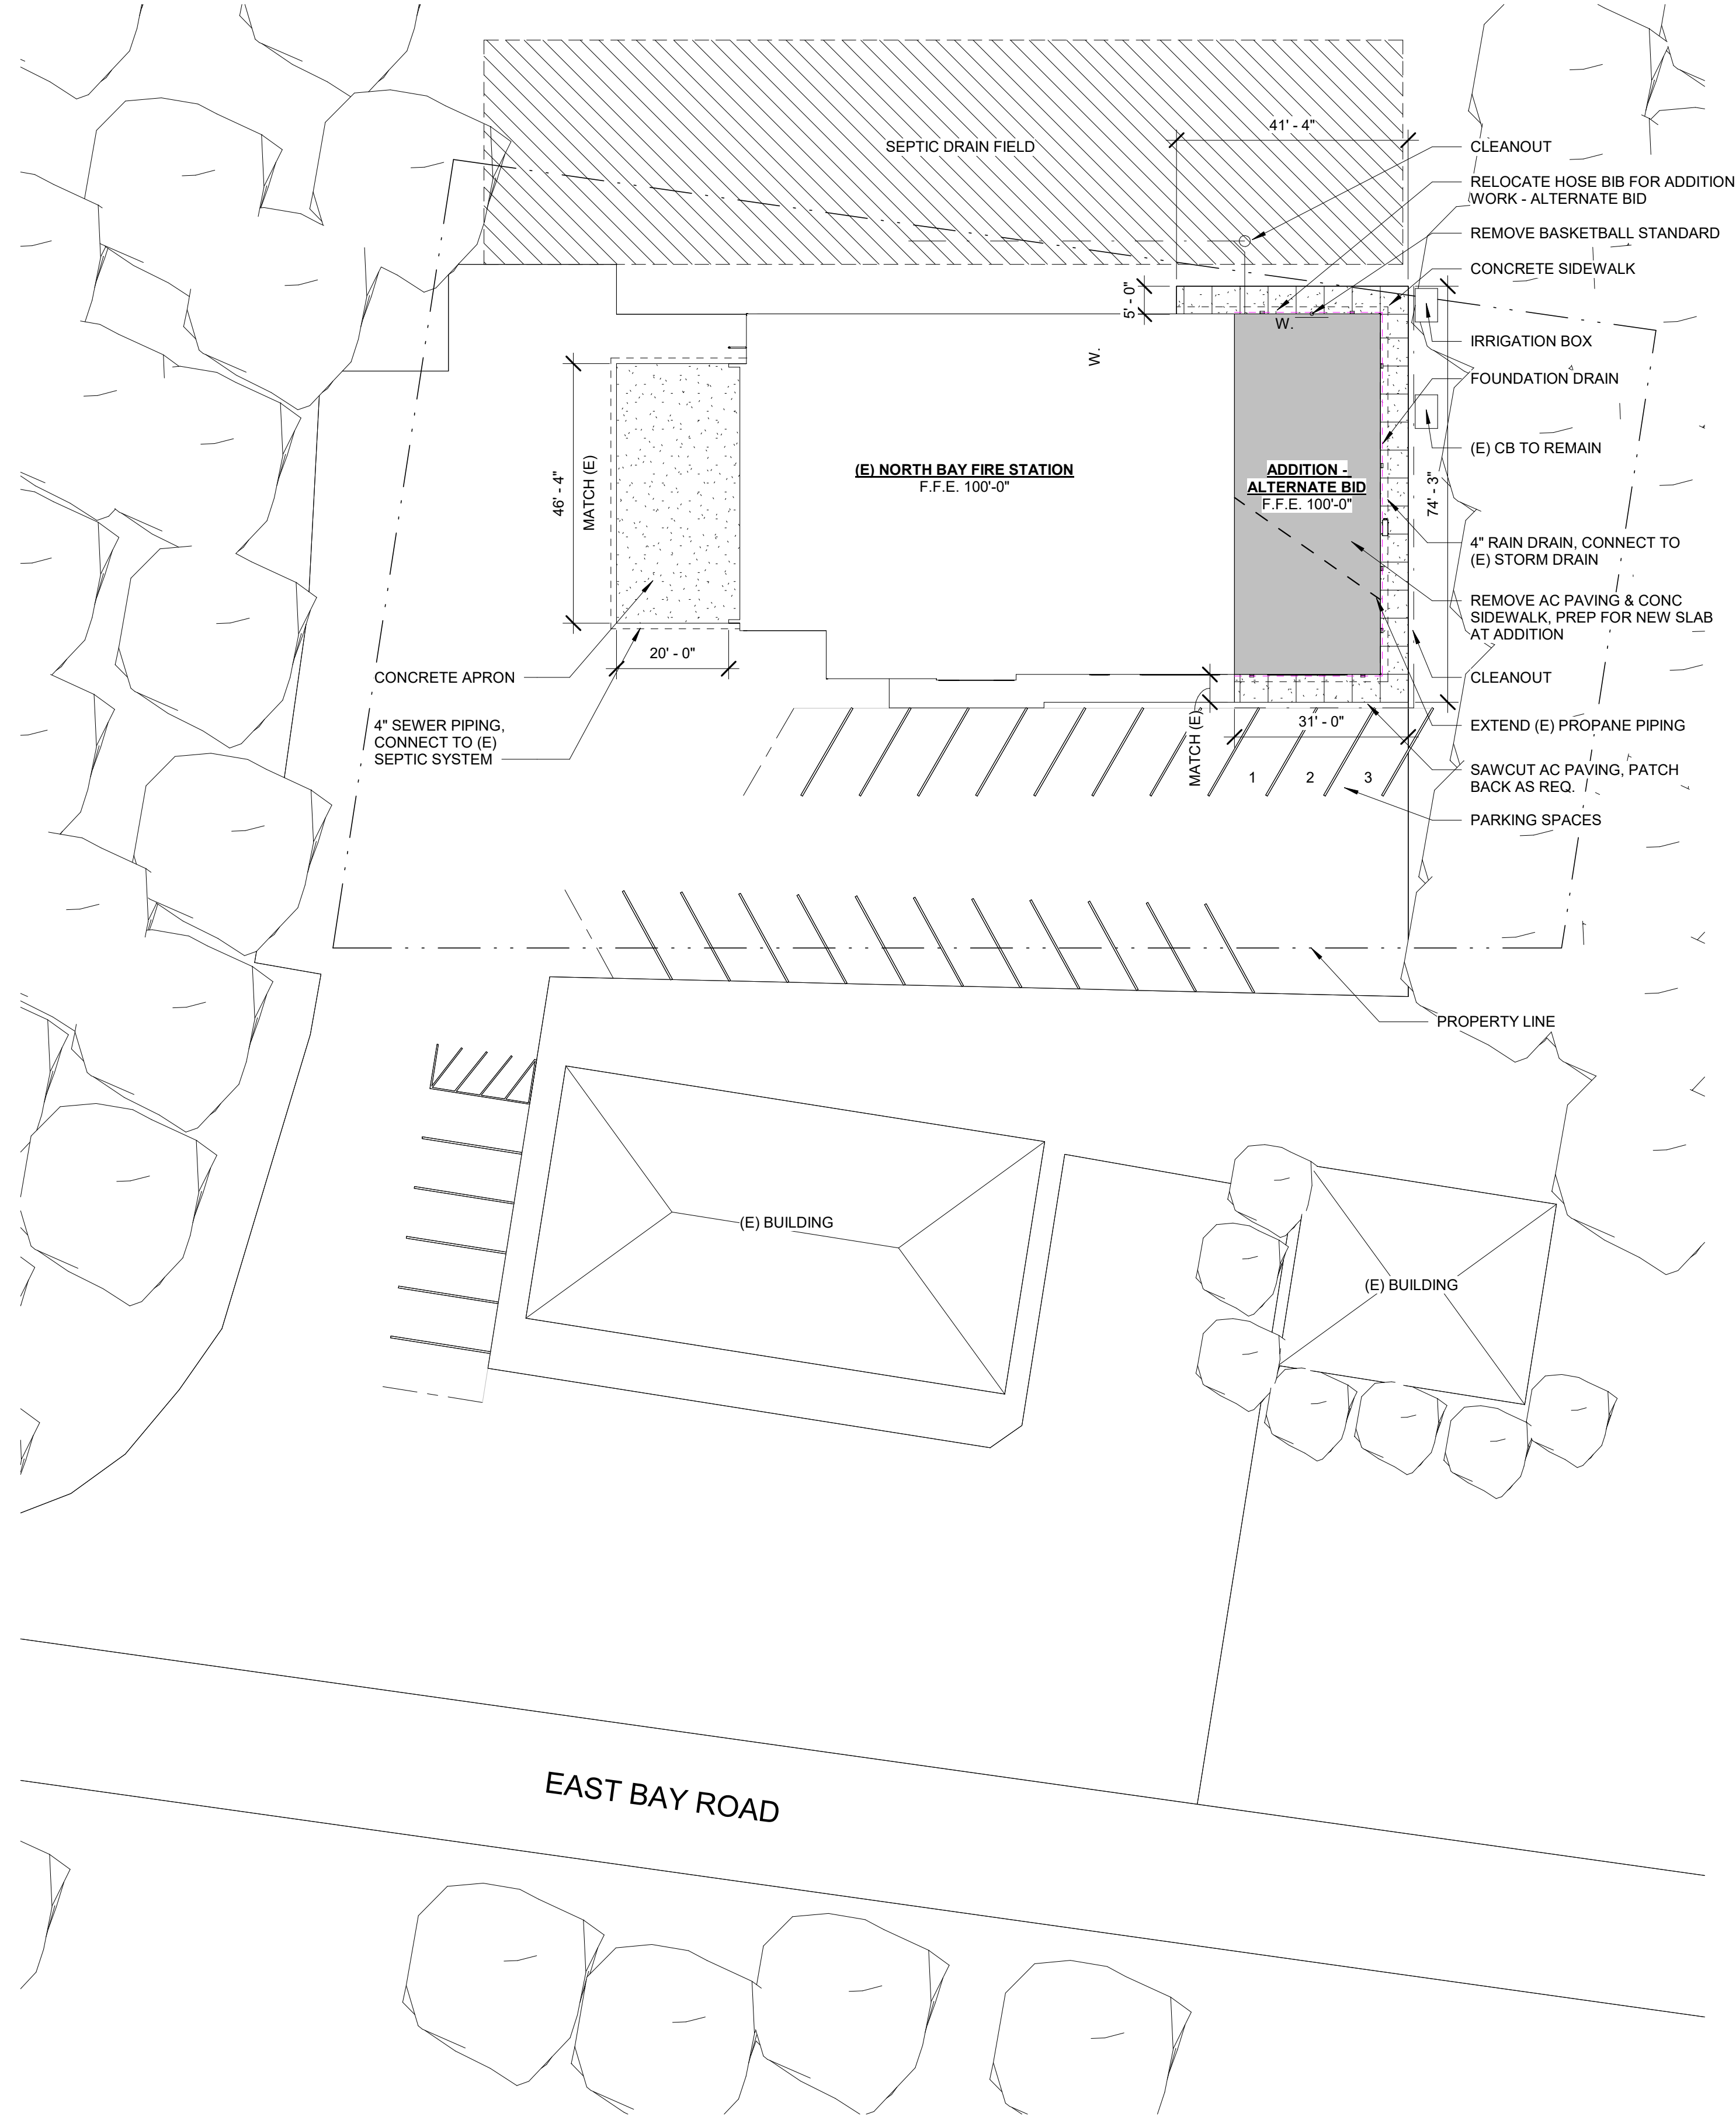 41' - 4"
SEPTIC DRAIN FIELD
CLEANOUT
RELOCATE HOSE BIB FOR ADDITION
WORK - ALTERNATE BID
REMOVE BASKETBALL STANDARD
CONCRETE SIDEWALK
5' - 0"
W.
IRRIGATION BOX
W.
FOUNDATION DRAIN
(E) CB TO REMAIN
46' - 4"
MATCH (E)
(E) NORTH BAY FIRE STATION
F.F.E. 100'-0"
ADDITION -
ALTERNATE BID
F.F.E. 100'-0"
74' - 3"
4" RAIN DRAIN, CONNECT TO
(E) STORM DRAIN
REMOVE AC PAVING & CONC
SIDEWALK, PREP FOR NEW SLAB
AT ADDITION
20' - 0"
CONCRETE APRON
CLEANOUT
4" SEWER PIPING,
CONNECT TO (E)
SEPTIC SYSTEM
MATCH (E)
31' - 0"
EXTEND (E) PROPANE PIPING
1
2
3
SAWCUT AC PAVING, PATCH
BACK AS REQ.
PARKING SPACES
PROPERTY LINE
(E) BUILDING
(E) BUILDING
EAST BAY ROAD